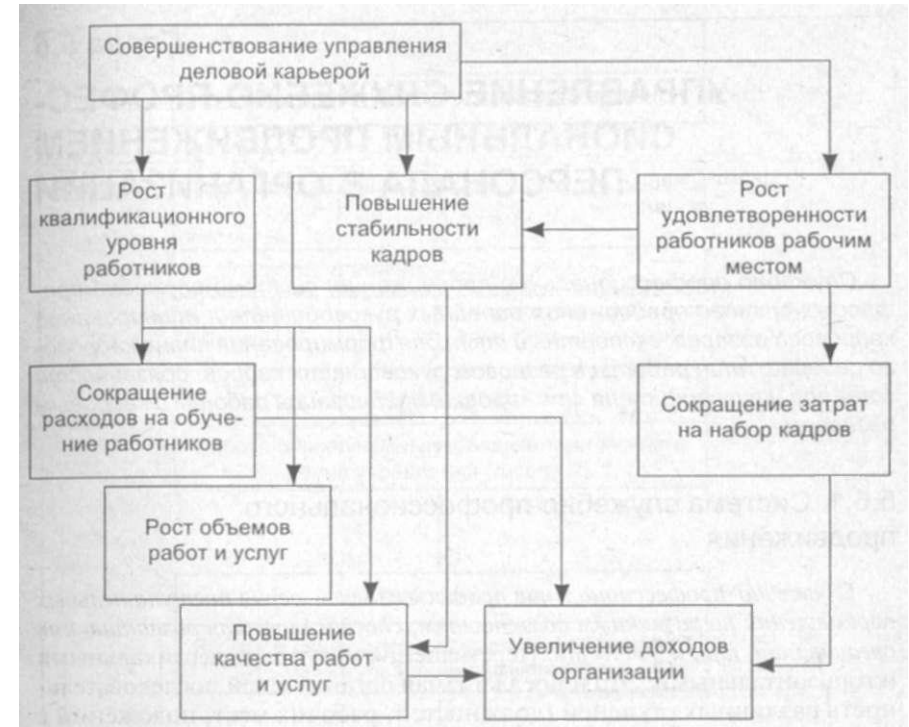 Совершенствование управления
деловой карьерой
Рост
квалификационного
уровня
работников
Повышение
стабильности
кадров
Рост
удовлетворенности
работников рабочим
местом
Сокращение
расходов на обуче-
ние работников
Сокращение затрат
на набор кадров
Рост объемов
работ и услуг
Повышение
качества работ
и услуг
Увеличение доходов
организации